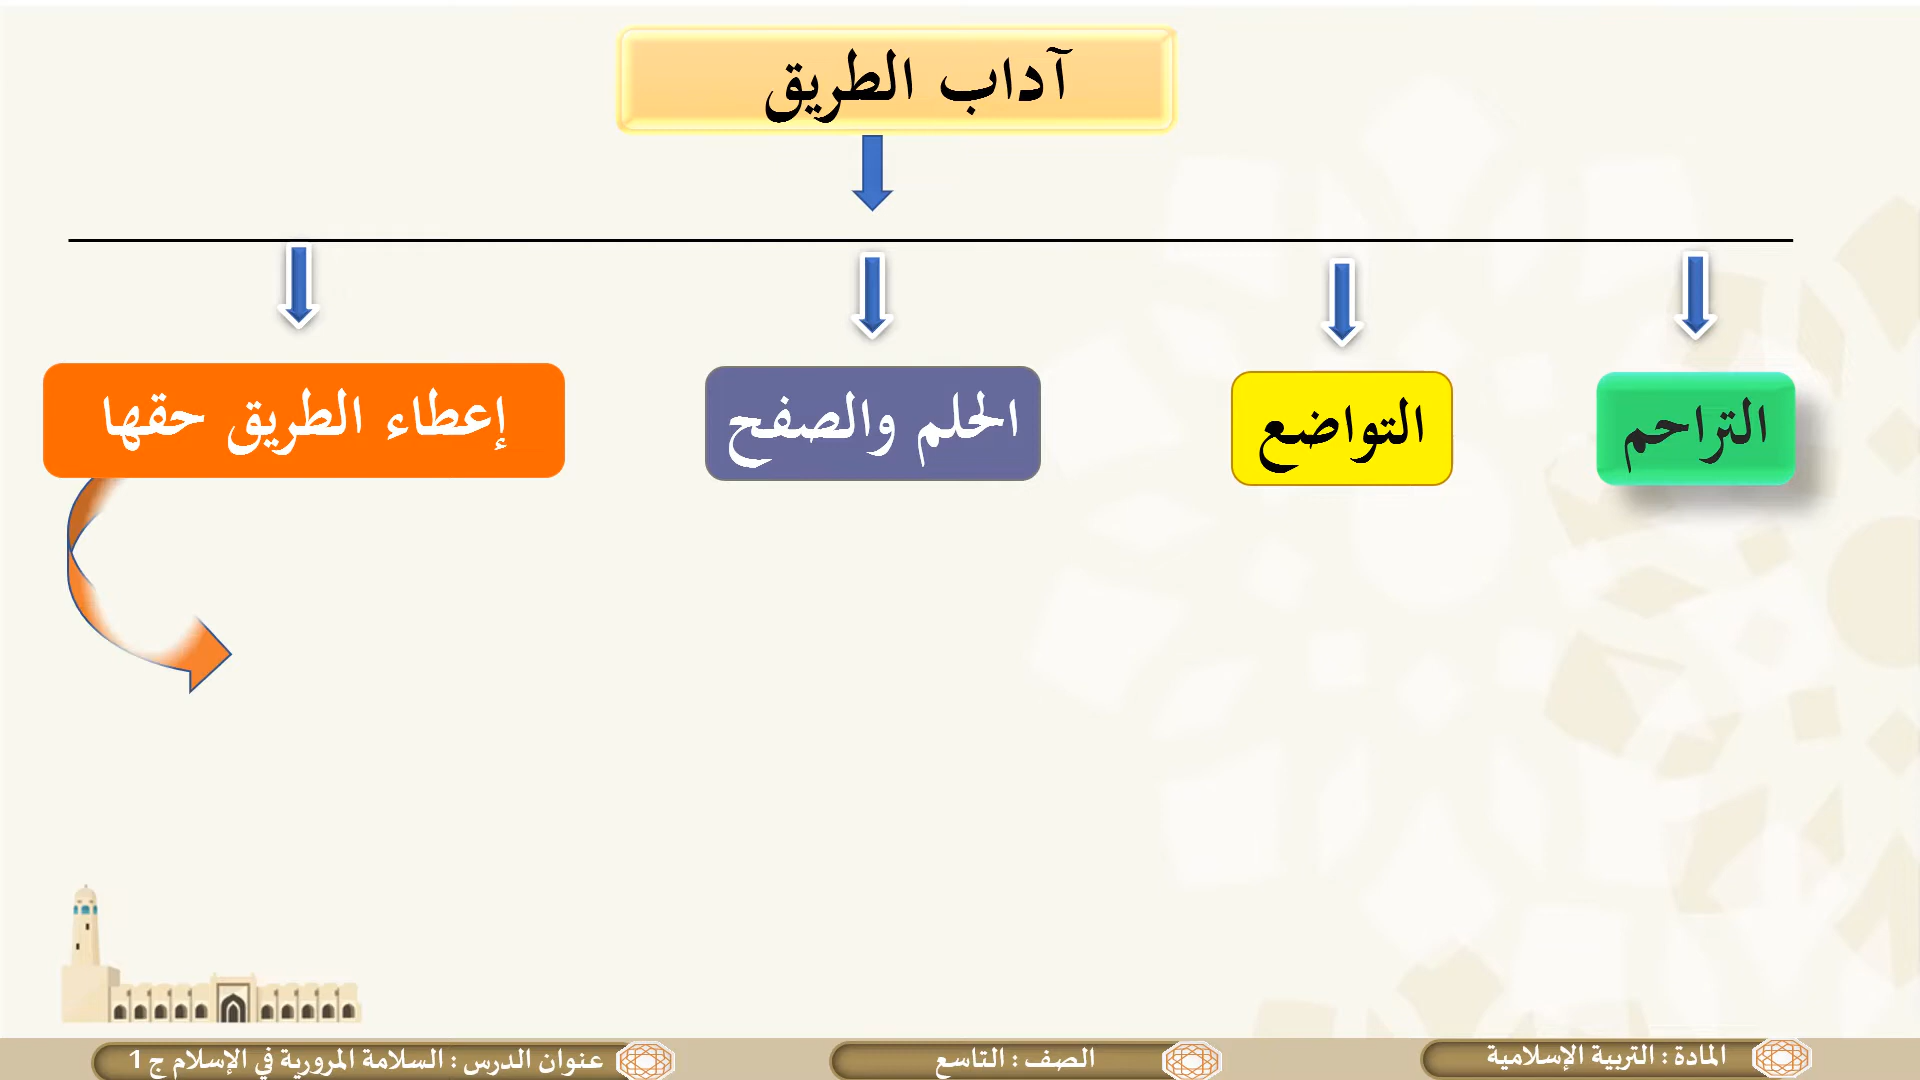 آداب الطريق
التراحم
التواضع
الحلم والصفح
إعطاء الطريق حقها
المادة : التربية الإسلامية
الصف : التاسع
عنوان الدرس : السلامة المرورية في الإسلام ج 1